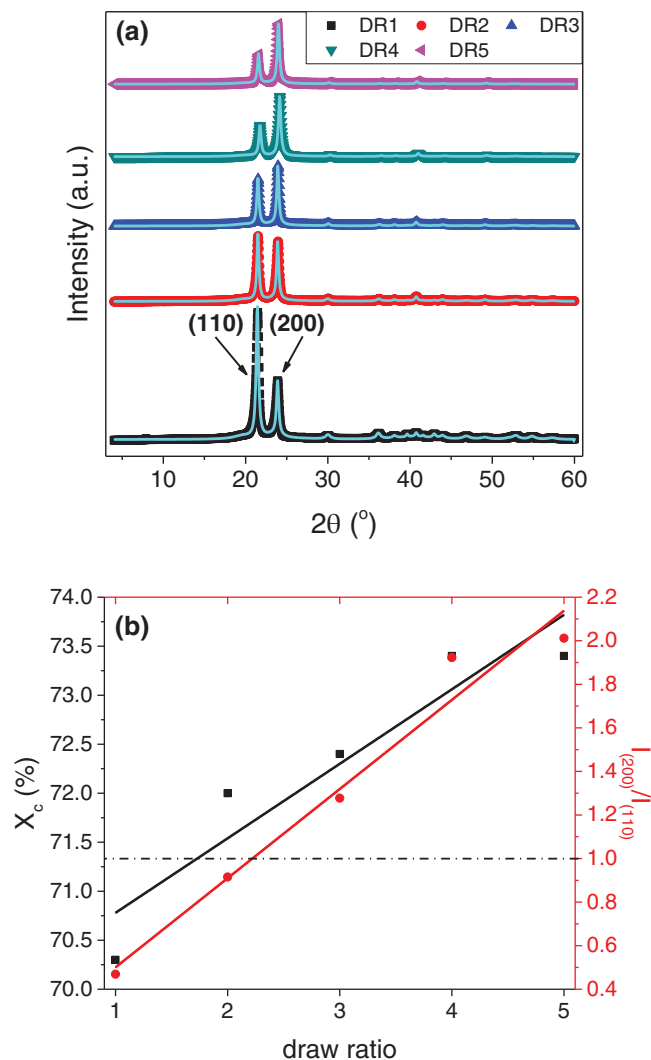 (a)
DR1 DR2 DR3
DR4 DR5
Intensity (a.u.)
(110) (200)
10 20 30 40 50 60
2θ (°)
(b)
74.0
73.5
73.0
72.5
72.0
71.5
71.0
70.5
70.0
X_c (%)
2.2
2.0
1.8
1.6
1.4
1.2
1.0
0.8
0.6
0.4
I_(200)/I_(110)
1 2 3 4 5
draw ratio